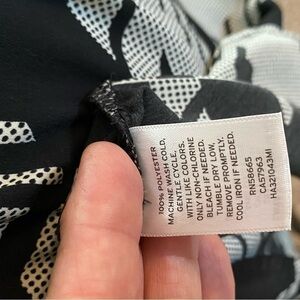 100% POLYESTER
MACHINE WASH COLD,
GENTLE CYCLE,
WITH LIKE COLORS.
ONLY NON-CHLORINE
BLEACH IF NEEDED.
TUMBLE DRY LOW,
REMOVE PROMPTLY.
COOL IRON IF NEEDED.
RN58665
CA57963
HA321043MI